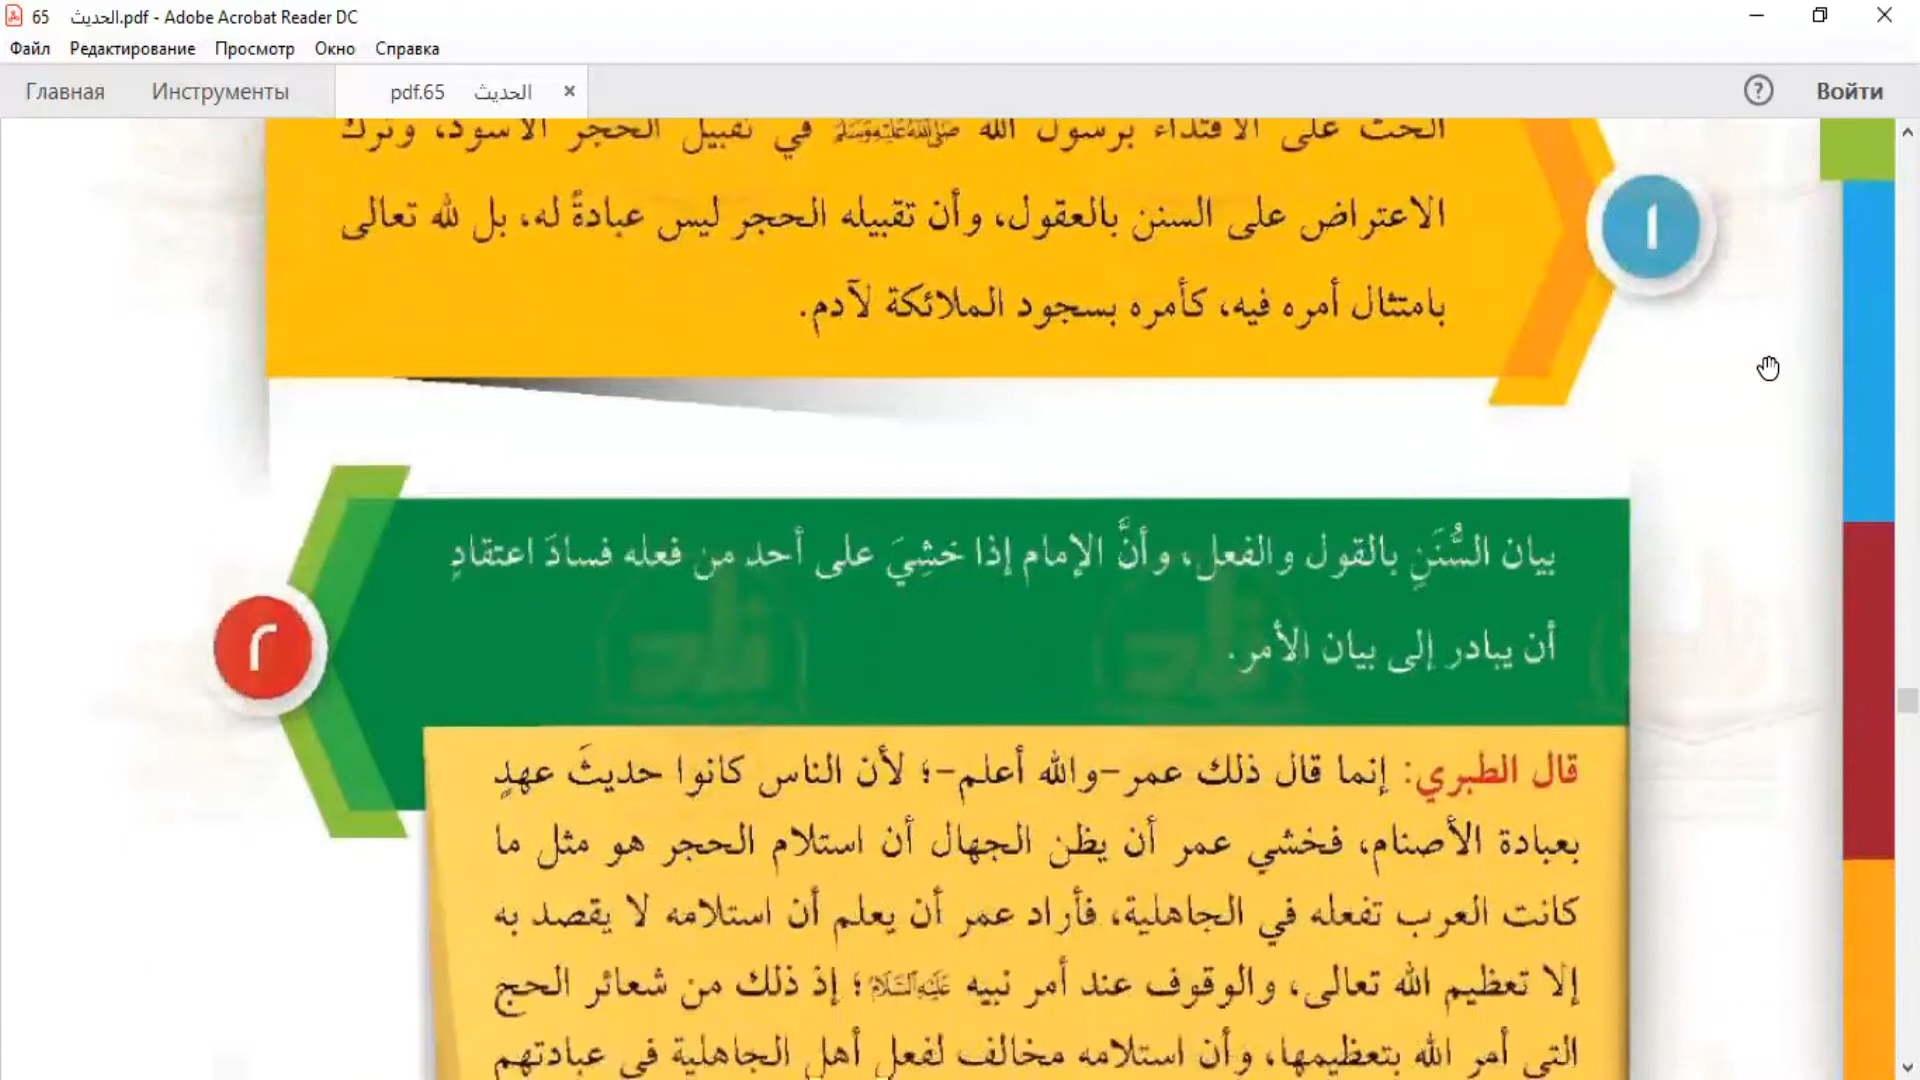 65 الحديث.pdf - Adobe Acrobat Reader DC
Файл Редактирование Просмотр Окно Справка
Главная Инструменты pdf.65 الحديث × ? Войти
الحث على الاقتداء برسول الله ﷺ في تقبيل الحجر الأسود، وترك
الاعتراض على السنن بالعقول، وأن تقبيله الحجر ليس عبادةً له، بل لله تعالى
بامتثال أمره فيه، كأمره بسجود الملائكة لآدم.
١
بيان السُّنَنِ بالقول والفعل، وأنَّ الإمام إذا خشِيَ على أحد من فعله فسادَ اعتقادٍ
أن يبادر إلى بيان الأمر.
٢
قال الطبري: إنما قال ذلك عمر -والله أعلم-؛ لأن الناس كانوا حديثَ عهدٍ
بعبادة الأصنام، فخشي عمر أن يظن الجهال أن استلام الحجر هو مثل ما
كانت العرب تفعله في الجاهلية، فأراد عمر أن يعلم أن استلامه لا يقصد به
إلا تعظيم الله تعالى، والوقوف عند أمر نبيه عَلَيْهِ السَّلَامُ؛ إذ ذلك من شعائر الحج
التي أمر الله بتعظيمها، وأن استلامه مخالف لفعل أهل الجاهلية في عبادتهم